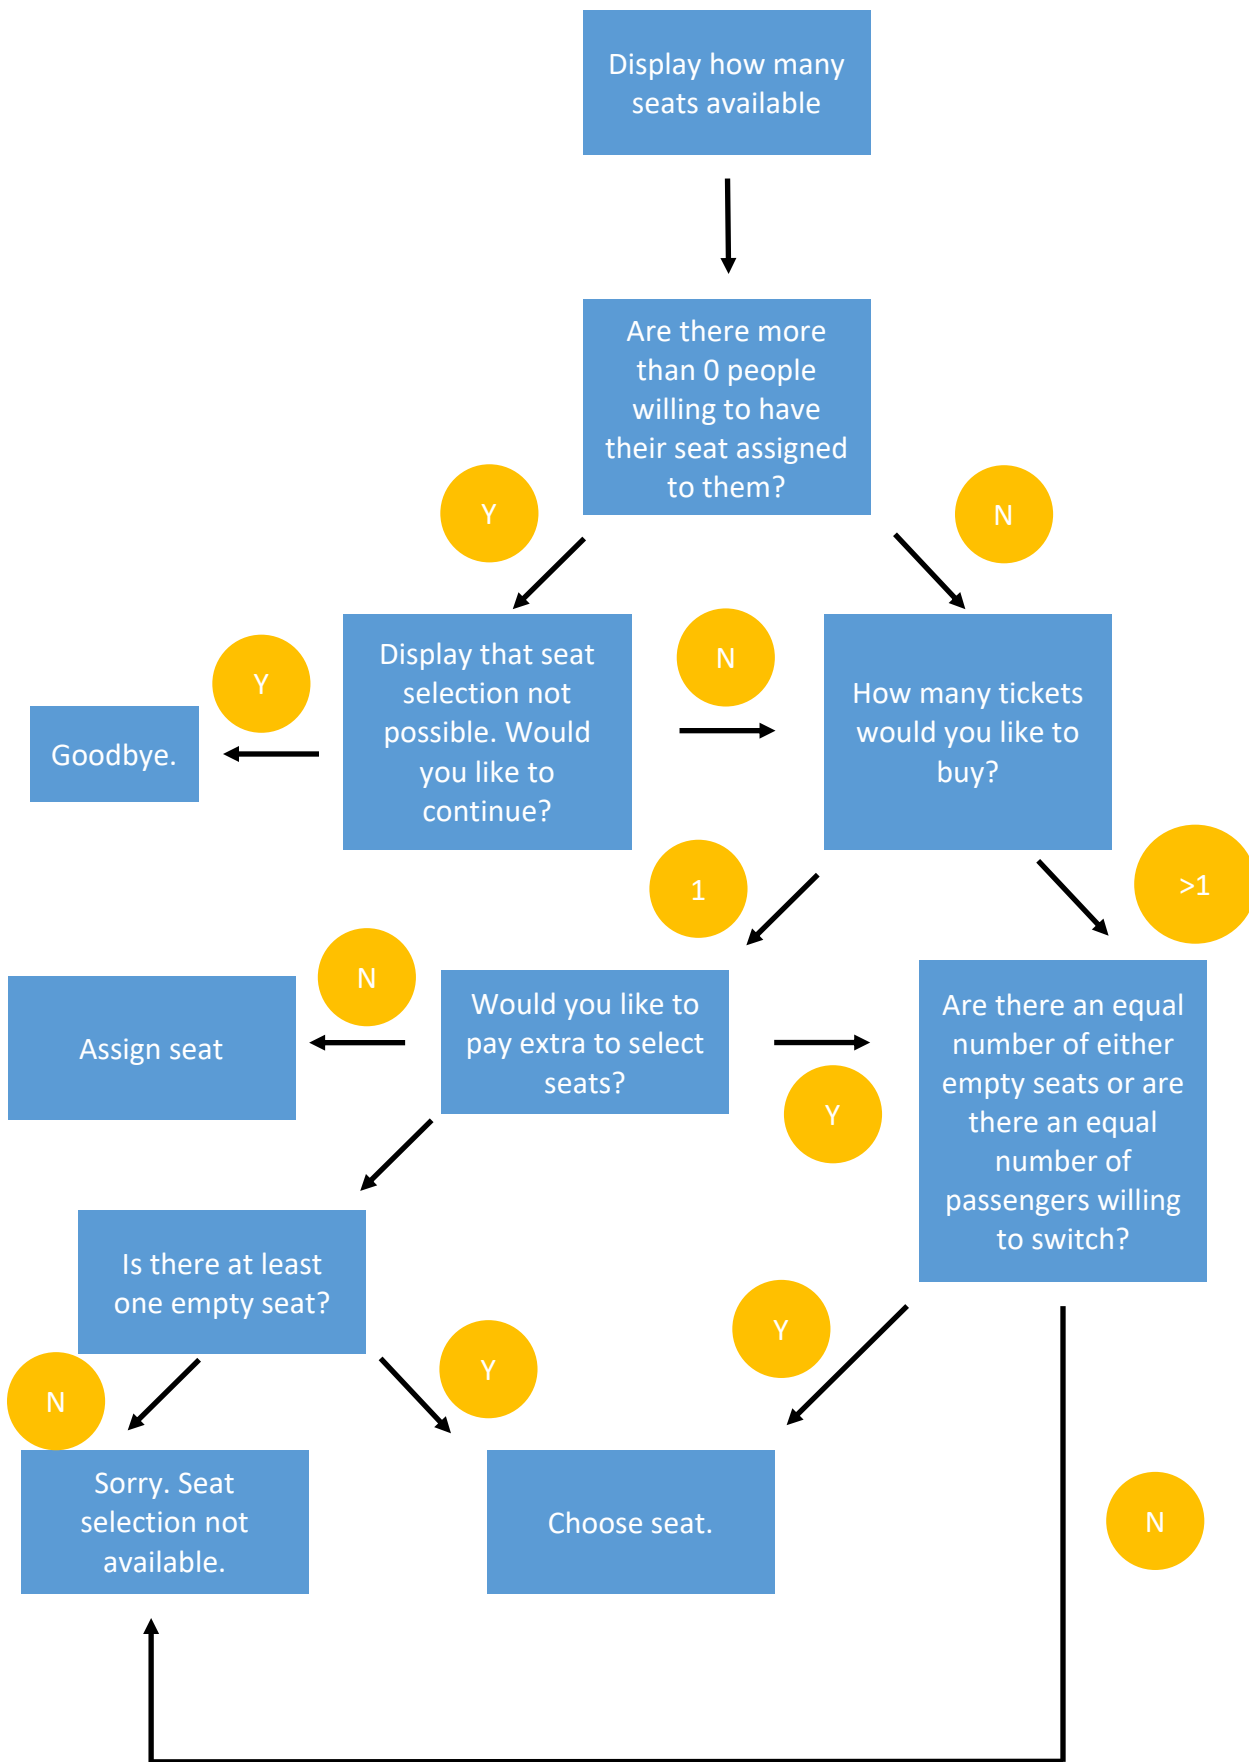 Display how many
seats available
Are there more
than 0 people
willing to have
their seat assigned
to them?
Y
N
Display that seat
selection not
possible. Would
you like to
continue?
N
How many tickets
would you like to
buy?
Y
Goodbye.
1
>1
N
Assign seat
Would you like to
pay extra to select
seats?
Y
Are there an equal
number of either
empty seats or are
there an equal
number of
passengers willing
to switch?
Is there at least
one empty seat?
Y
N
Y
Sorry. Seat
selection not
available.
Choose seat.
N